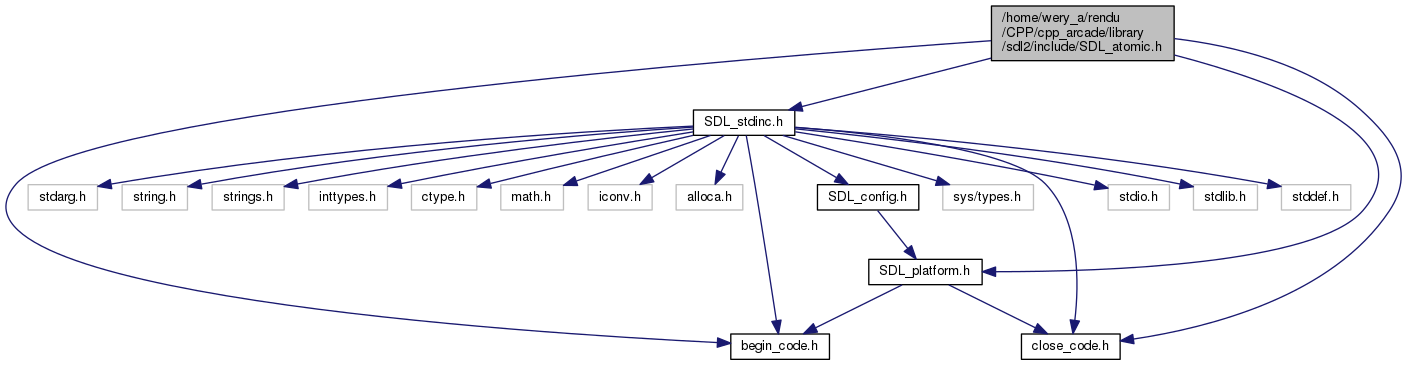 /home/wery_a/rendu
/CPP/cpp_arcade/library
/sdl2/include/SDL_atomic.h
SDL_stdinc.h
stdarg.h
string.h
strings.h
inttypes.h
ctype.h
math.h
iconv.h
alloca.h
SDL_config.h
sys/types.h
stdio.h
stdlib.h
stddef.h
SDL_platform.h
begin_code.h
close_code.h